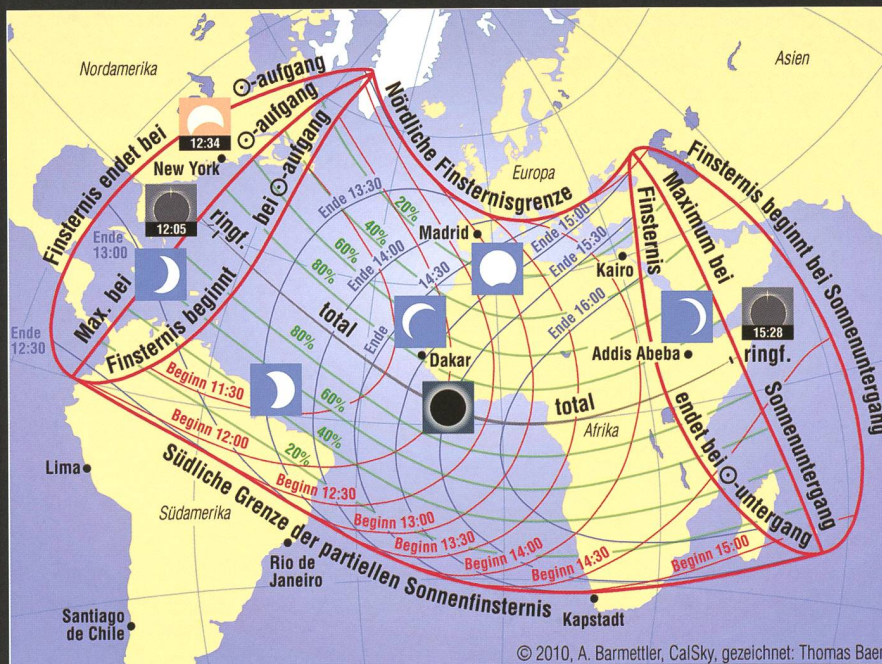 Nordamerika
Asien
⊙-aufgang
⊙-aufgang
bei ⊙-aufgang
Finsternis endet bei
12:34
New York
12:05
ringf.
Ende
13:00
Max. bei
Finsternis beginnt
Ende
12:30
Nördliche Finsternisgrenze
Europa
Madrid
Ende 13:30
Ende 14:00
Ende
14:30
Ende 15:00
Ende 15:30
Ende 16:00
20%
40%
60%
80%
total
80%
60%
40%
20%
Dakar
Kairo
Addis Abeba
15:28
ringf.
total
Afrika
Finsternis
endet bei ⊙-untergang
Maximum bei
Sonnenuntergang
Finsternis beginnt bei Sonnenuntergang
Beginn 11:30
Beginn 12:00
Beginn 12:30
Beginn 13:00
Beginn 13:30
Beginn 14:00
Beginn 14:30
Beginn 15:00
Südliche Grenze der partiellen Sonnenfinsternis
Lima
Südamerika
Rio de
Janeiro
Santiago
de Chile
Kapstadt
© 2010, A. Barmettler, CalSky, gezeichnet: Thomas Baer